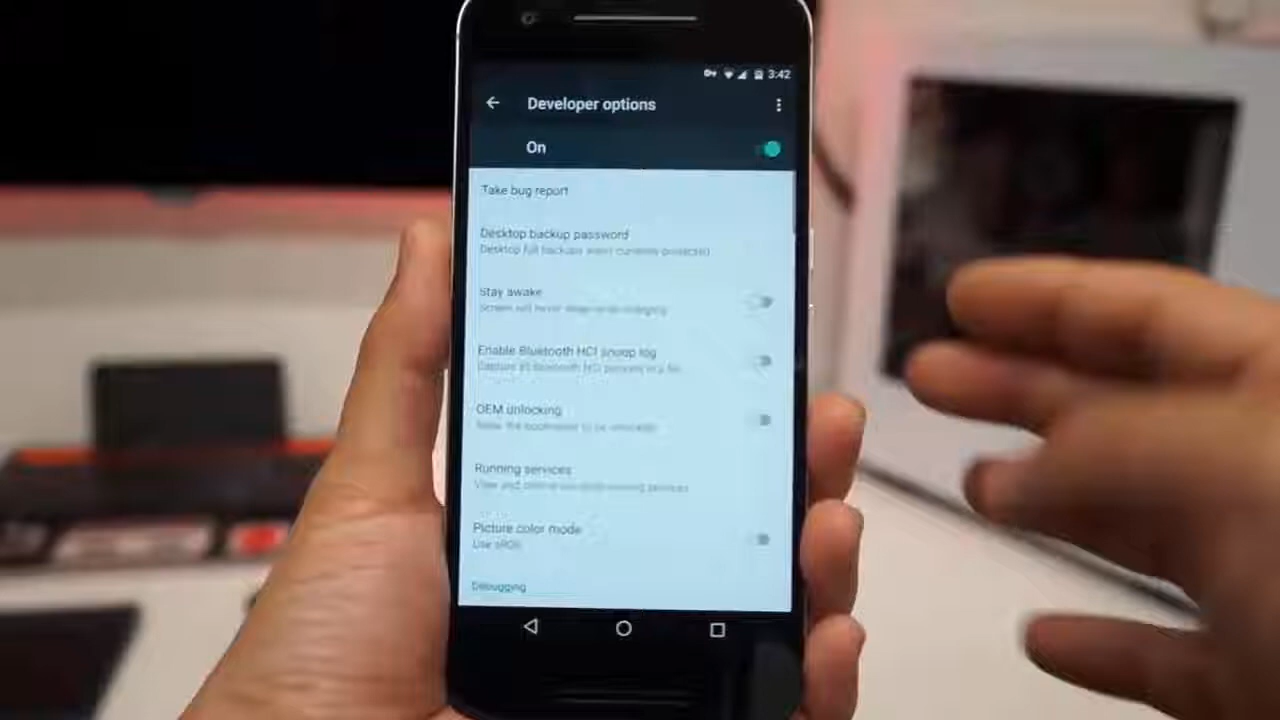 3:42
Developer options
On
Take bug report
Desktop backup password
Desktop full backups aren't currently protected
Stay awake
Screen will never sleep while charging
Enable Bluetooth HCI snoop log
Capture all bluetooth HCI packets in a file
OEM unlocking
Allow the bootloader to be unlocked
Running services
View and control currently running services
Picture color mode
Use sRGB
Debugging